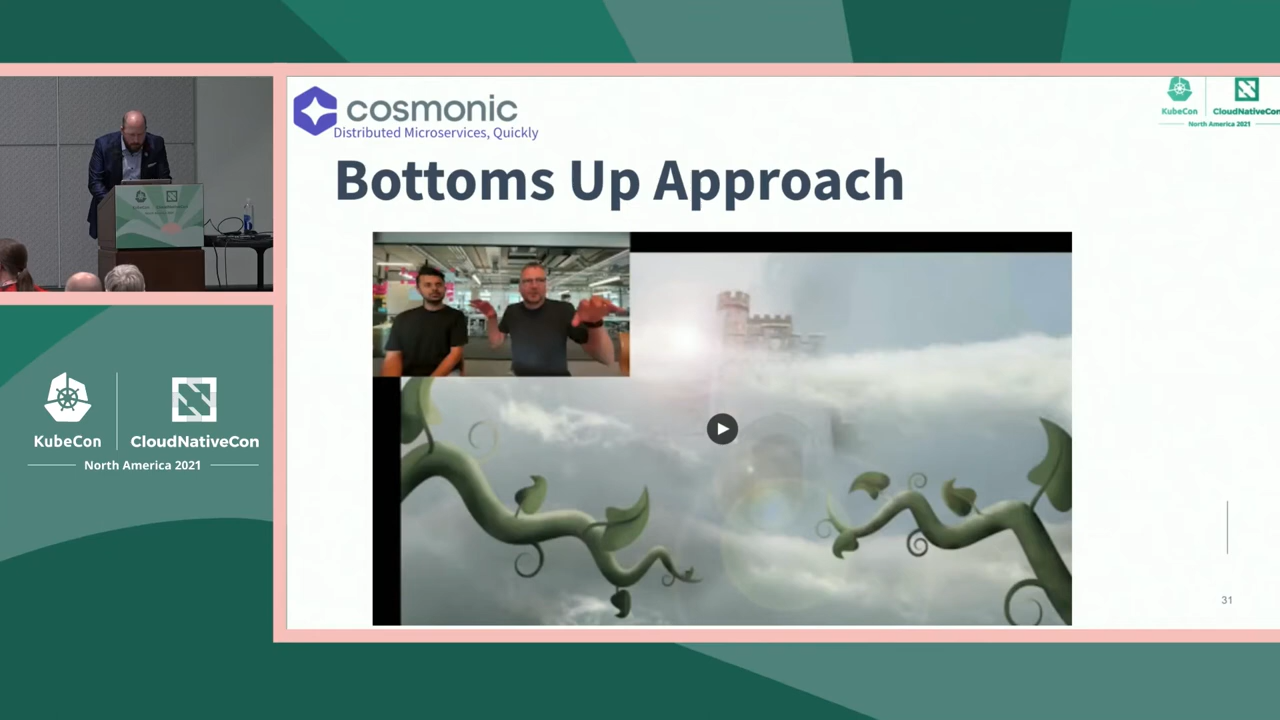 cosmonic
Distributed Microservices, Quickly
KubeCon
CloudNativeCon
North America 2021
Bottoms Up Approach
KubeCon
CloudNativeCon
North America 2021
31